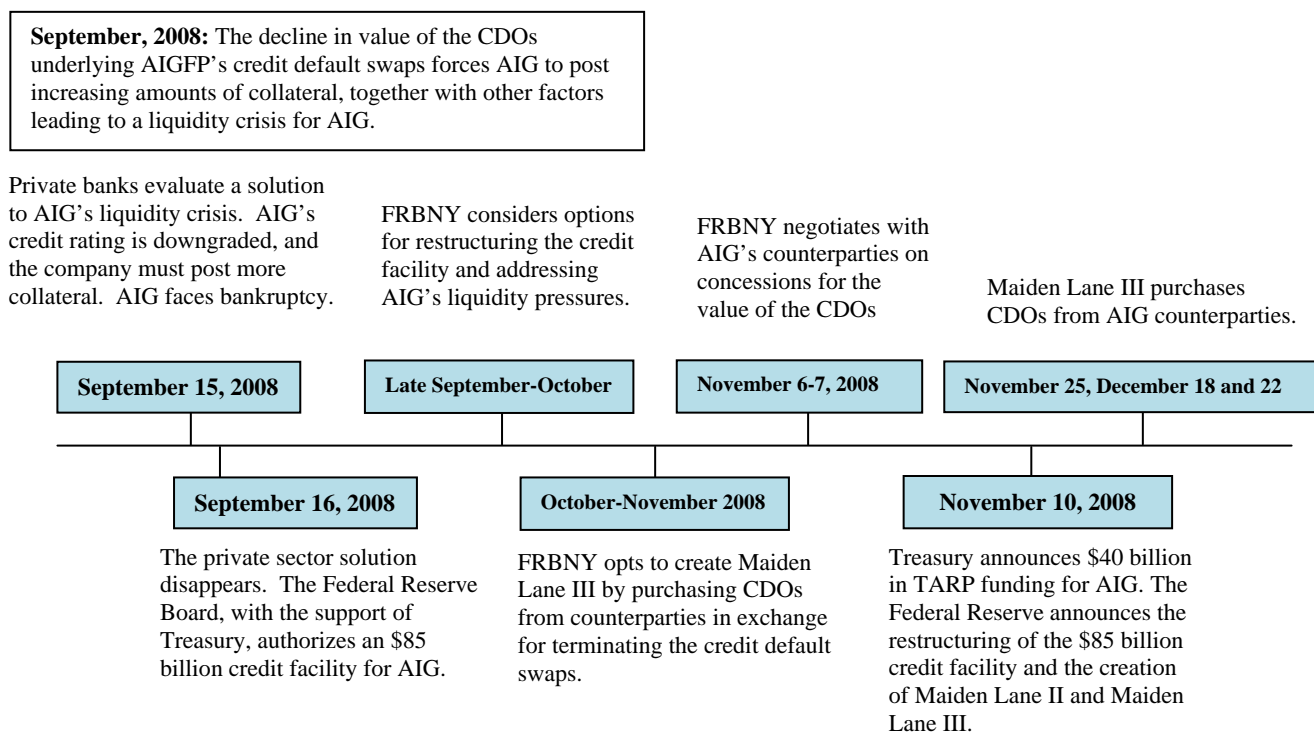 September, 2008: The decline in value of the CDOs
underlying AIGFP’s credit default swaps forces AIG to post
increasing amounts of collateral, together with other factors
leading to a liquidity crisis for AIG.
Private banks evaluate a solution
to AIG’s liquidity crisis. AIG’s
credit rating is downgraded, and
the company must post more
collateral. AIG faces bankruptcy.
FRBNY considers options
for restructuring the credit
facility and addressing
AIG’s liquidity pressures.
FRBNY negotiates with
AIG’s counterparties on
concessions for the
value of the CDOs
Maiden Lane III purchases
CDOs from AIG counterparties.
September 15, 2008
Late September-October
November 6-7, 2008
November 25, December 18 and 22
September 16, 2008
October-November 2008
November 10, 2008
The private sector solution
disappears. The Federal Reserve
Board, with the support of
Treasury, authorizes an $85
billion credit facility for AIG.
FRBNY opts to create Maiden
Lane III by purchasing CDOs
from counterparties in exchange
for terminating the credit default
swaps.
Treasury announces $40 billion
in TARP funding for AIG. The
Federal Reserve announces the
restructuring of the $85 billion
credit facility and the creation
of Maiden Lane II and Maiden
Lane III.